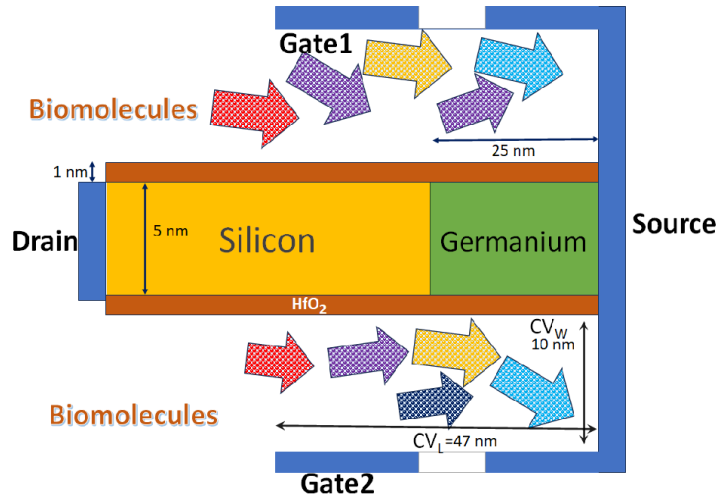 Gate1
Biomolecules
25 nm
1 nm
Drain
5 nm
Silicon
Germanium
Source
HfO2
CVW
10 nm
Biomolecules
CVL=47 nm
Gate2